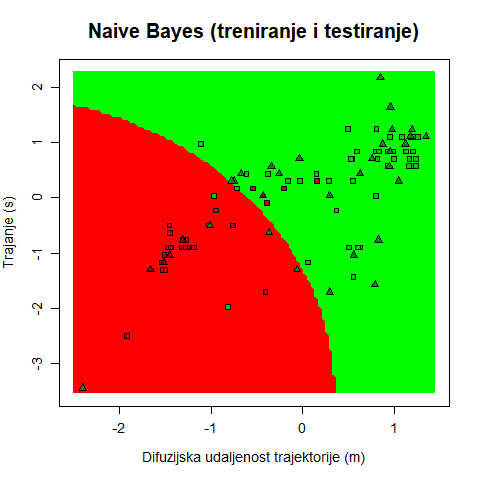 Naive Bayes (treniranje i testiranje)
2
1
0
-1
-2
-3
Trajanje (s)
-2 -1 0 1
Difuzijska udaljenost trajektorije (m)